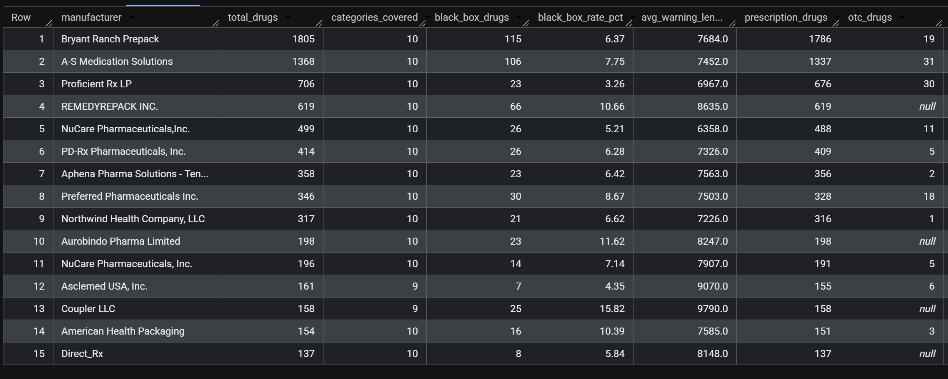 Row manufacturer total_drugs categories_covered black_box_drugs black_box_rate_pct avg_warning_len... prescription_drugs otc_drugs
1 Bryant Ranch Prepack 1805 10 115 6.37 7684.0 1786 19
2 A-S Medication Solutions 1368 10 106 7.75 7452.0 1337 31
3 Proficient Rx LP 706 10 23 3.26 6967.0 676 30
4 REMEDYREPACK INC. 619 10 66 10.66 8635.0 619 null
5 NuCare Pharmaceuticals,Inc. 499 10 26 5.21 6358.0 488 11
6 PD-Rx Pharmaceuticals, Inc. 414 10 26 6.28 7326.0 409 5
7 Aphena Pharma Solutions - Ten... 358 10 23 6.42 7563.0 356 2
8 Preferred Pharmaceuticals Inc. 346 10 30 8.67 7503.0 328 18
9 Northwind Health Company, LLC 317 10 21 6.62 7226.0 316 1
10 Aurobindo Pharma Limited 198 10 23 11.62 8247.0 198 null
11 NuCare Pharmaceuticals, Inc. 196 10 14 7.14 7907.0 191 5
12 Asclemed USA, Inc. 161 9 7 4.35 9070.0 155 6
13 Coupler LLC 158 9 25 15.82 9790.0 158 null
14 American Health Packaging 154 10 16 10.39 7585.0 151 3
15 Direct_Rx 137 10 8 5.84 8148.0 137 null